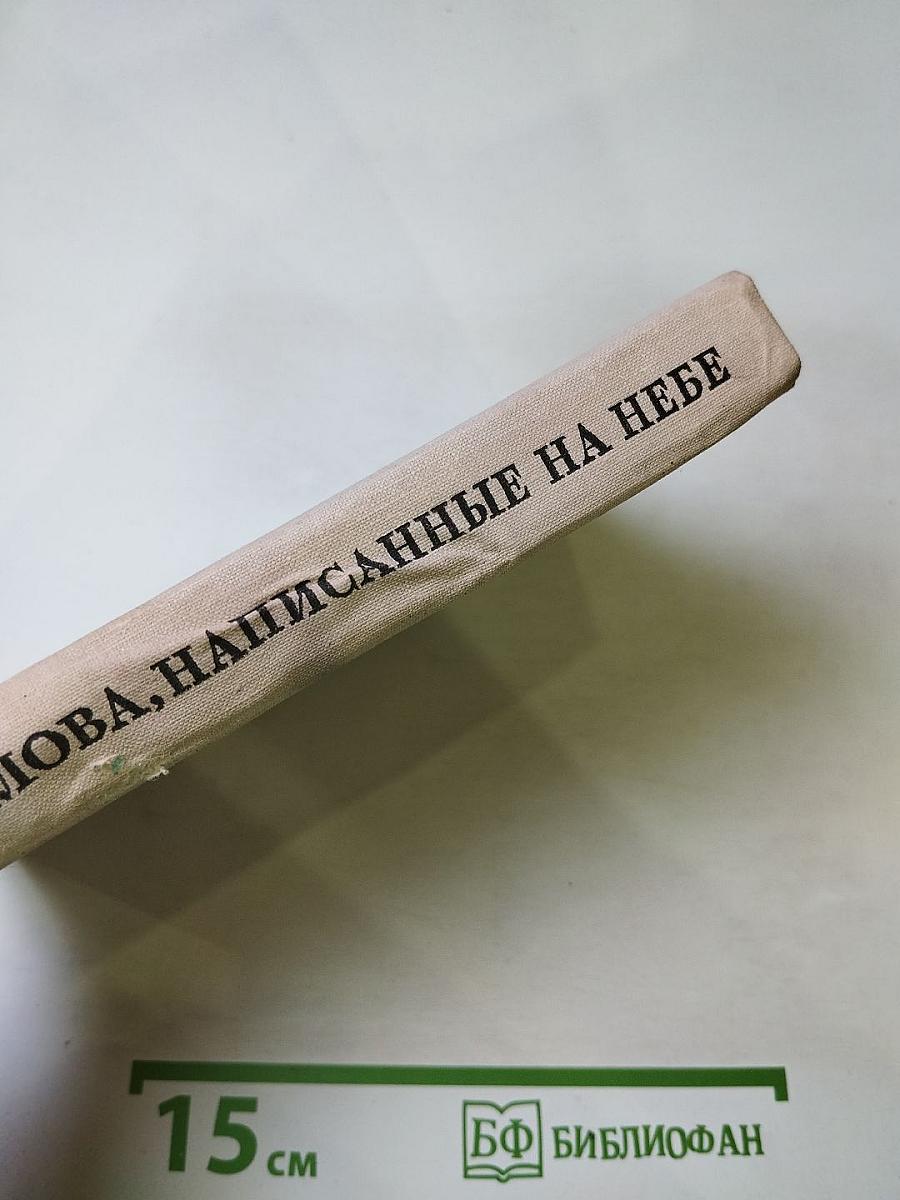 ЛОВА, НАПИСАННЫЕ НА НЕБЕ
15 см
БФ БИБЛИОФАН